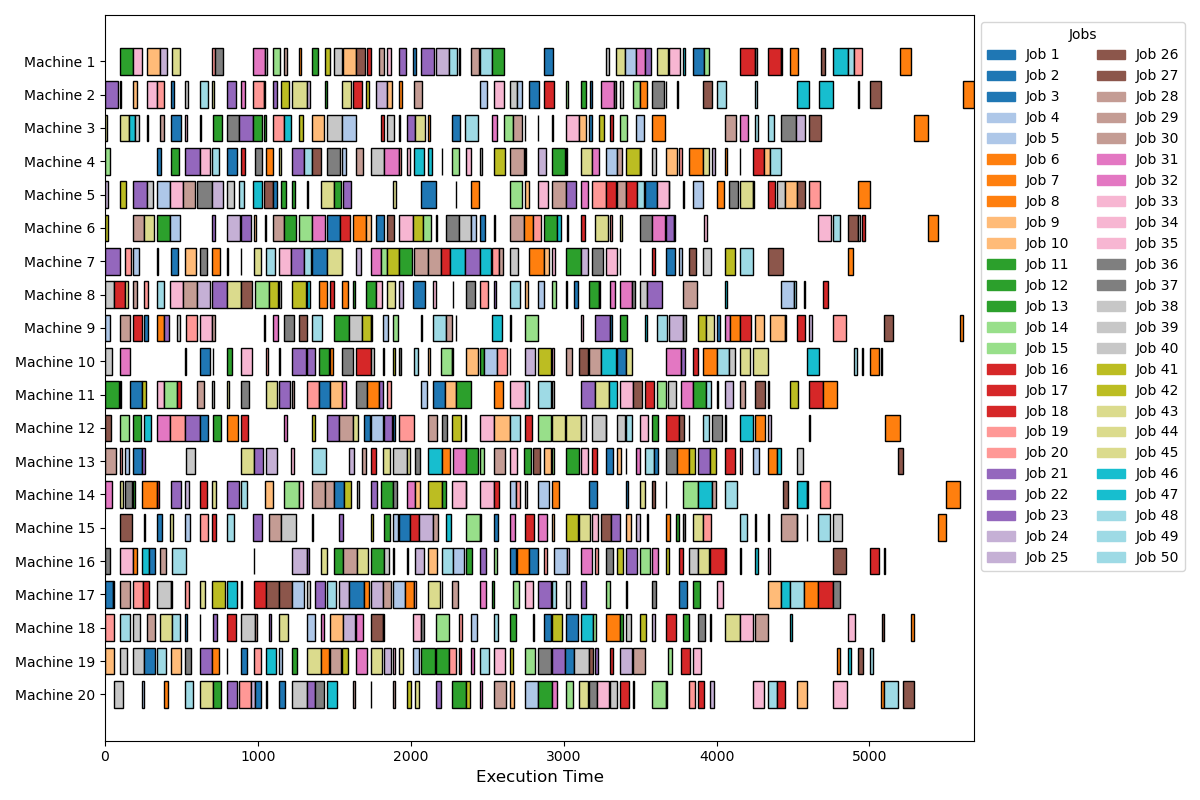 Jobs
Machine 1
Machine 2
Machine 3
Machine 4
Machine 5
Machine 6
Machine 7
Machine 8
Machine 9
Machine 10
Machine 11
Machine 12
Machine 13
Machine 14
Machine 15
Machine 16
Machine 17
Machine 18
Machine 19
Machine 20
0 1000 2000 3000 4000 5000
Execution Time
Job 1 Job 26
Job 2 Job 27
Job 3 Job 28
Job 4 Job 29
Job 5 Job 30
Job 6 Job 31
Job 7 Job 32
Job 8 Job 33
Job 9 Job 34
Job 10 Job 35
Job 11 Job 36
Job 12 Job 37
Job 13 Job 38
Job 14 Job 39
Job 15 Job 40
Job 16 Job 41
Job 17 Job 42
Job 18 Job 43
Job 19 Job 44
Job 20 Job 45
Job 21 Job 46
Job 22 Job 47
Job 23 Job 48
Job 24 Job 49
Job 25 Job 50